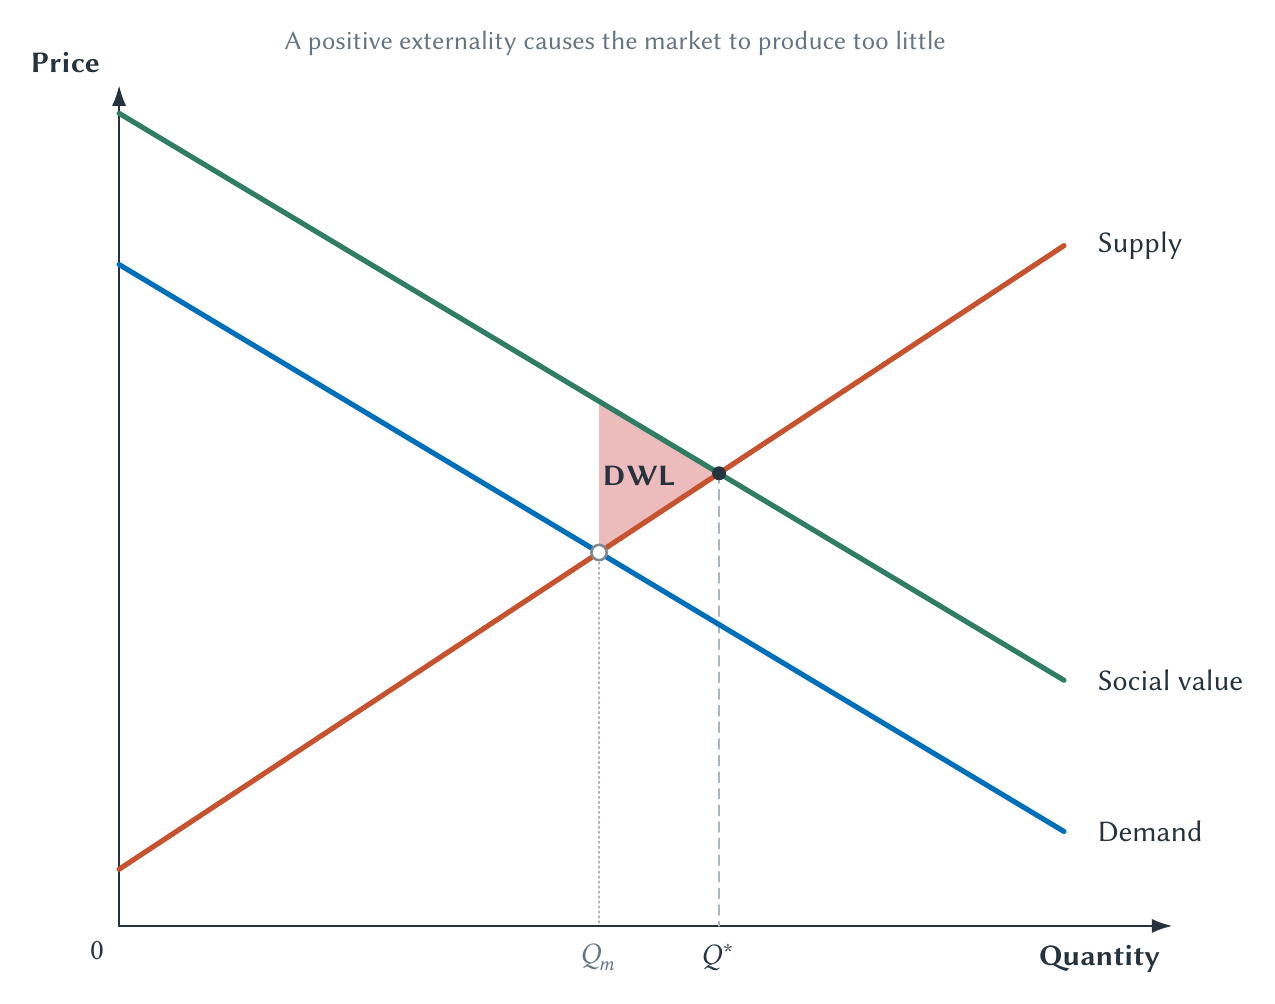 A positive externality causes the market to produce too little
Price
Supply
DWL
Social value
Demand
0
Qₘ
Q*
Quantity